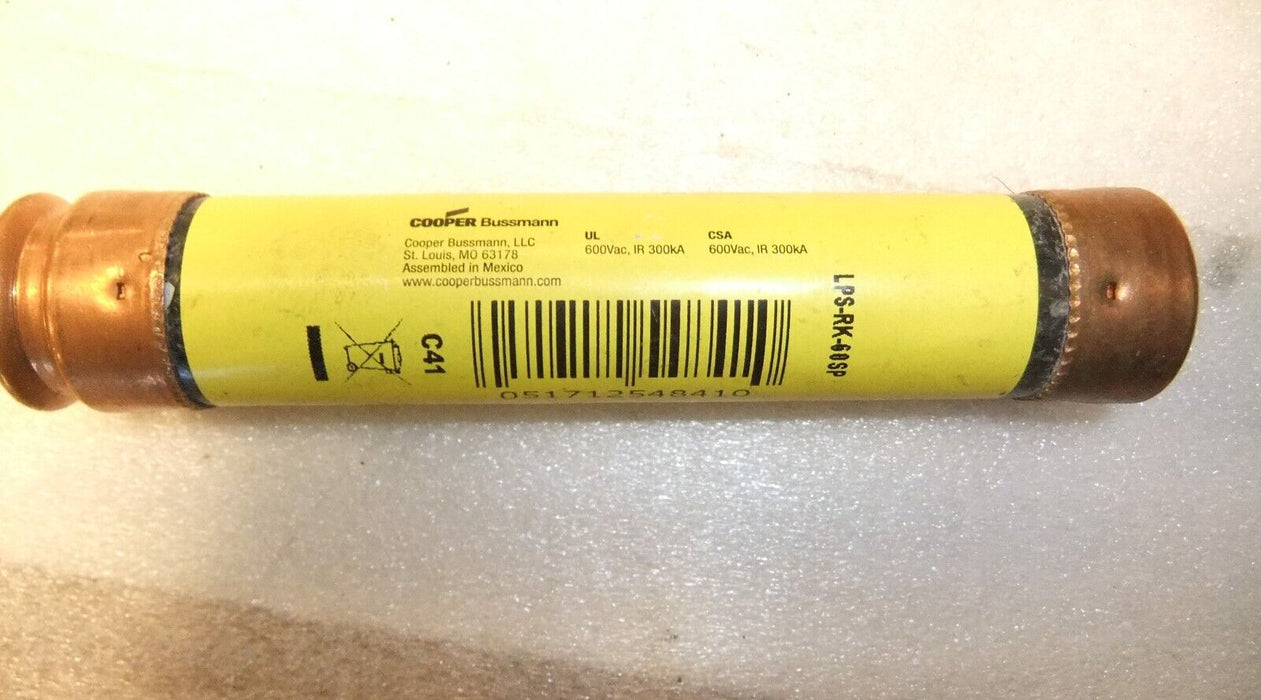 COOPER Bussmann
Cooper Bussmann, LLC
St. Louis, MO 63178
Assembled in Mexico
www.cooperbussmann.com
UL
600Vac, IR 300kA
CSA
600Vac, IR 300kA
LPS-RK-60SP
C41
051712548410